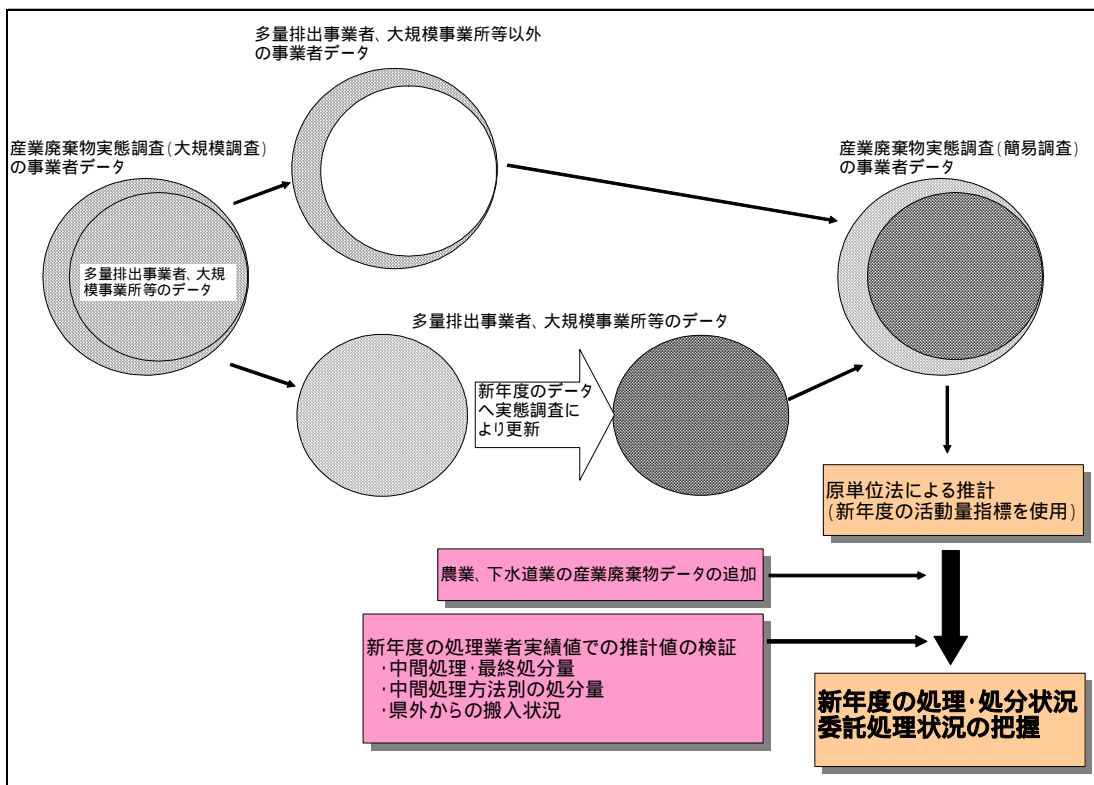 多量排出事業者、大規模事業所等以外
の事業者データ
産業廃棄物実態調査(大規模調査)
の事業者データ
産業廃棄物実態調査(簡易調査)
の事業者データ
多量排出事業者、大規
模事業所等のデータ
多量排出事業者、大規模事業所等のデータ
新年度のデータ
へ実態調査に
より更新
原単位法による推計
(新年度の活動量指標を使用)
農業、下水道業の産業廃棄物データの追加
新年度の処理業者実績値での推計値の検証
・中間処理・最終処分量
・中間処理方法別の処分量
・県外からの搬入状況
新年度の処理・処分状況
委託処理状況の把握